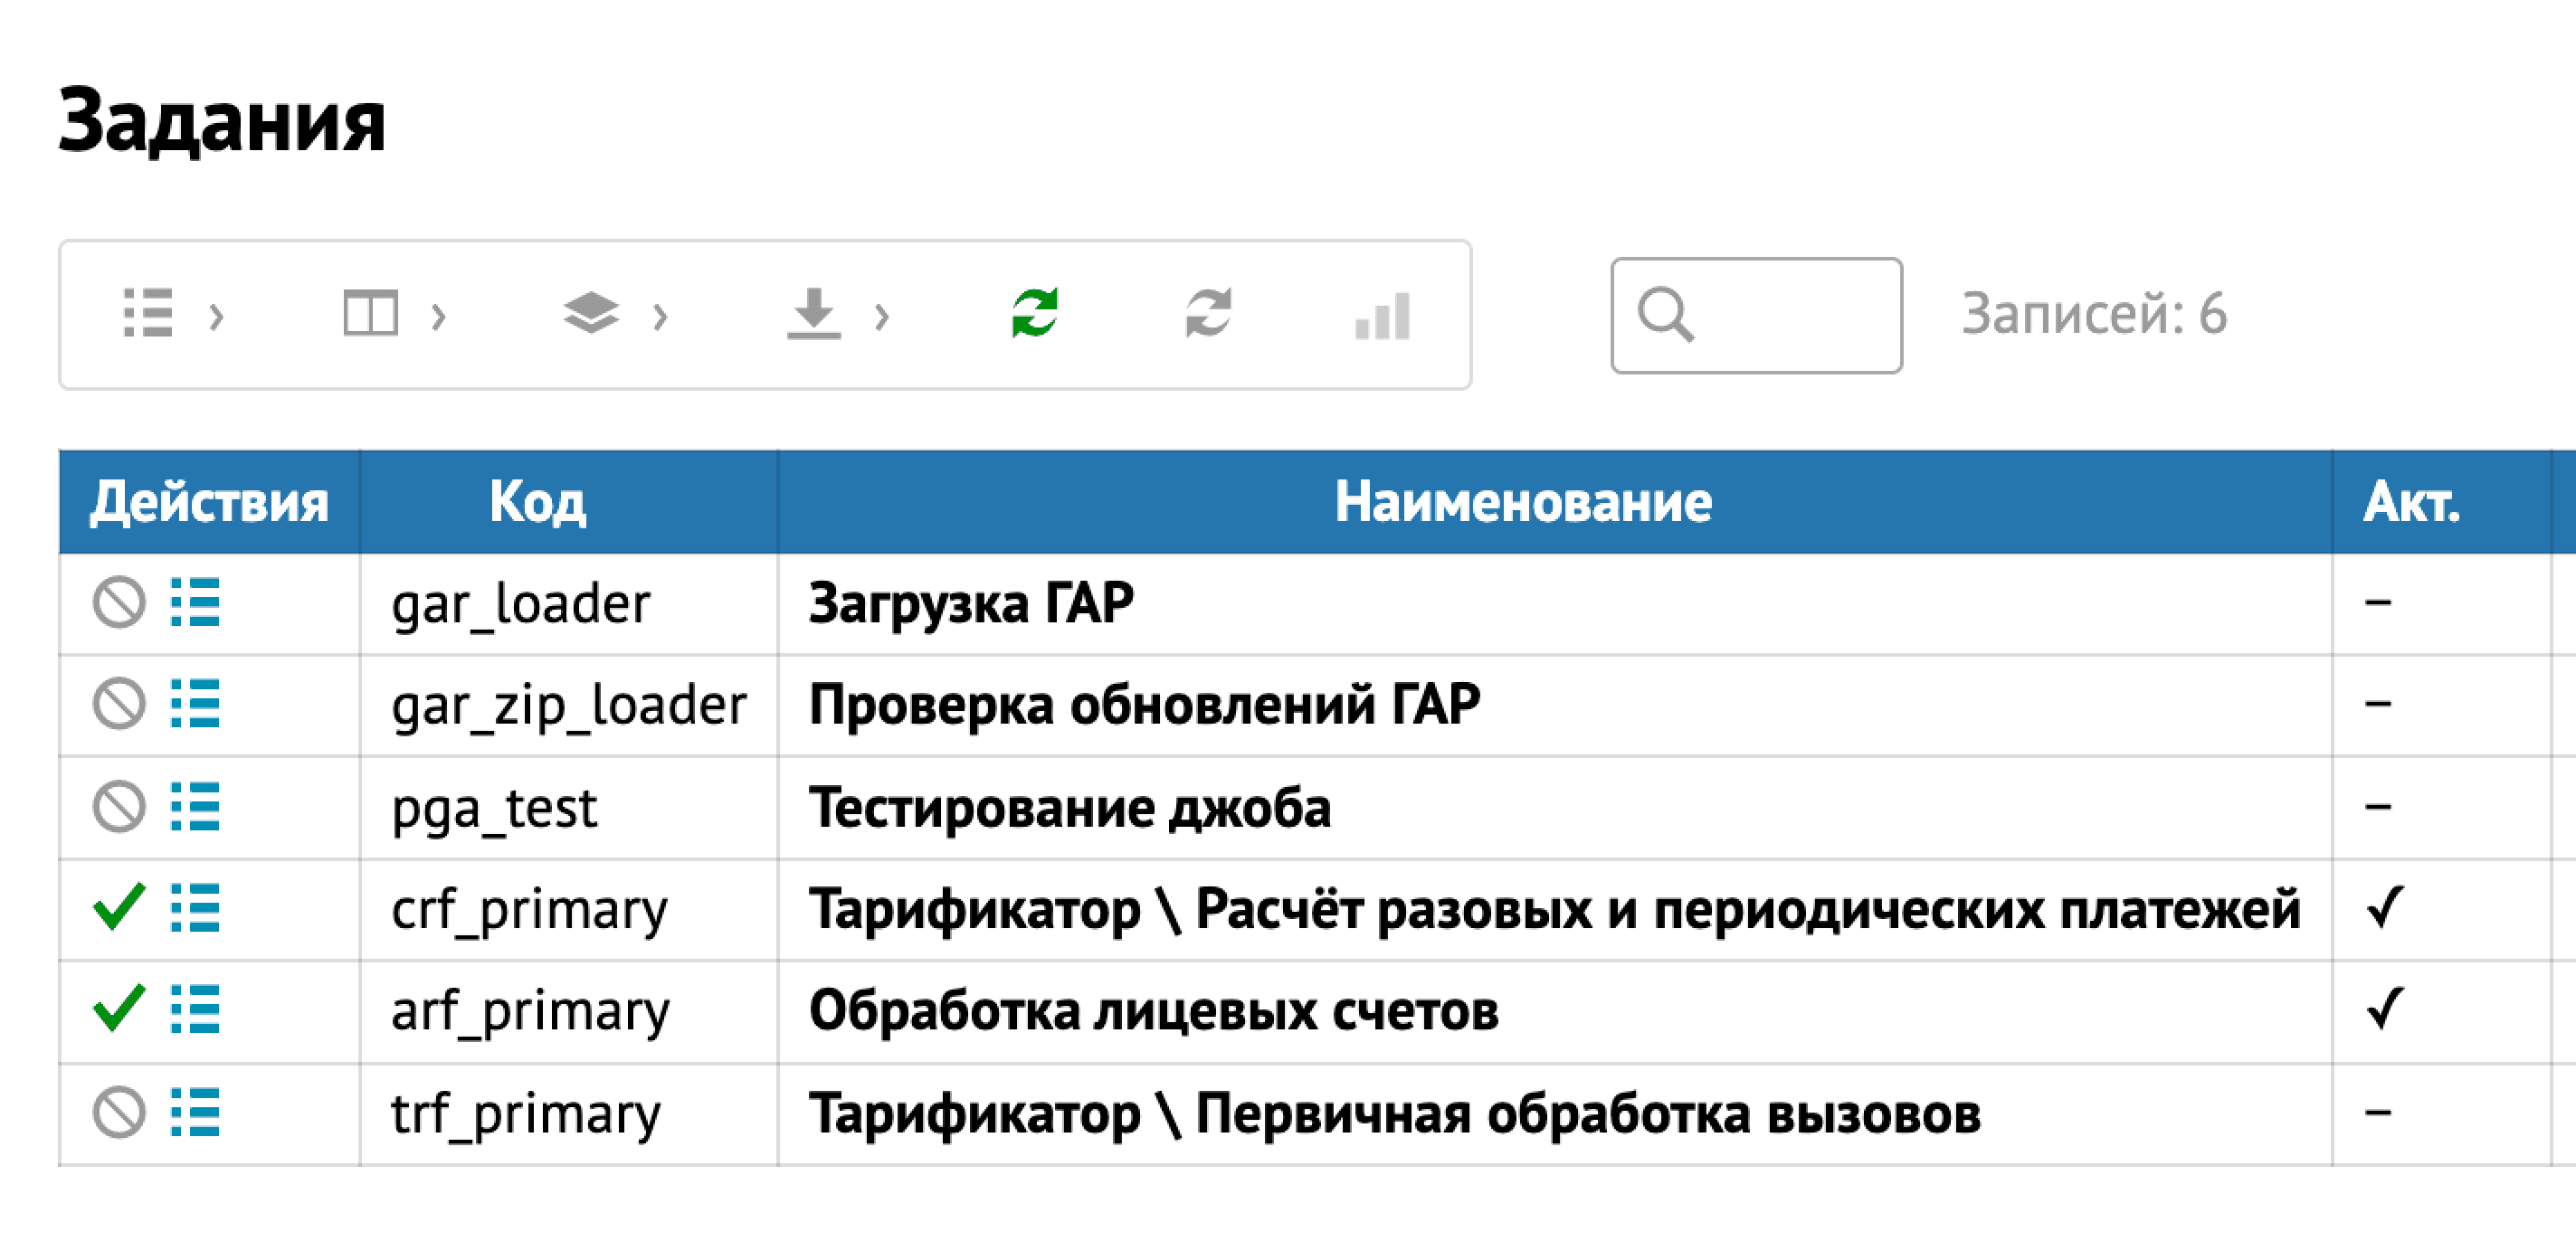 Задания
Записей: 6
Действия Код Наименование Акт.
gar_loader Загрузка ГАР –
gar_zip_loader Проверка обновлений ГАР –
pga_test Тестирование джоба –
crf_primary Тарификатор \ Расчёт разовых и периодических платежей ✓
arf_primary Обработка лицевых счетов ✓
trf_primary Тарификатор \ Первичная обработка вызовов –